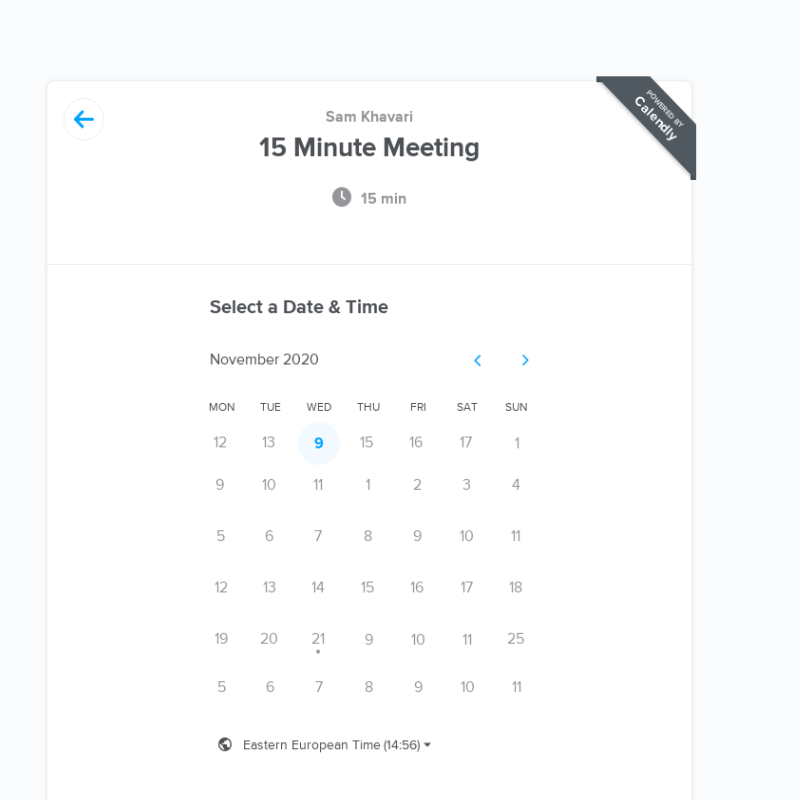 POWERED BY
Calendly
Sam Khavari
15 Minute Meeting
15 min
Select a Date & Time
November 2020
MON TUE WED THU FRI SAT SUN
12 13 9 15 16 17 1
9 10 11 1 2 3 4
5 6 7 8 9 10 11
12 13 14 15 16 17 18
19 20 21 9 10 11 25
5 6 7 8 9 10 11
Eastern European Time (14:56)